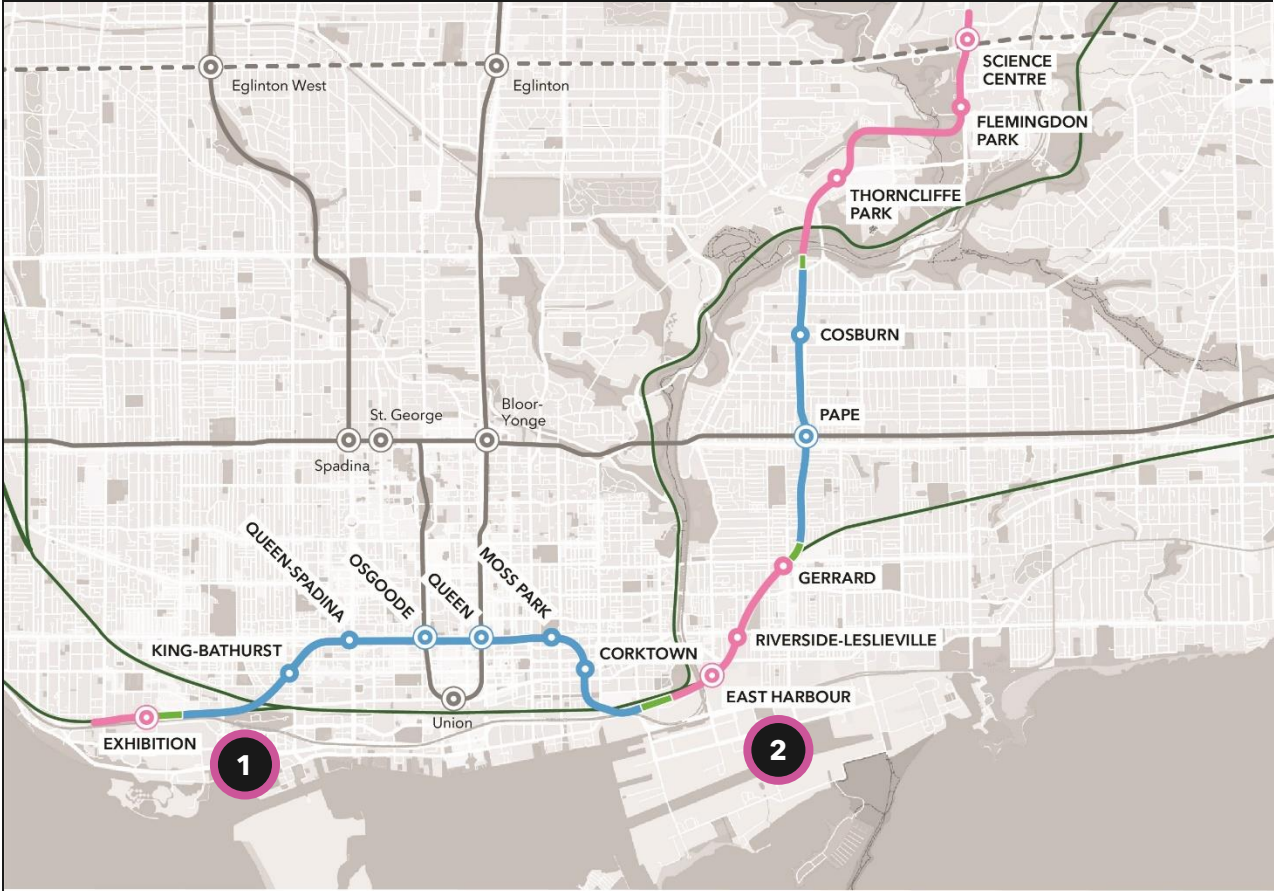 SCIENCE
CENTRE
Eglinton West
Eglinton
FLEMINGDON
PARK
THORNCLIFFE
PARK
COSBURN
PAPE
St. George
Bloor-
Yonge
Spadina
QUEEN-SPADINA
OSGOODE
QUEEN
MOSS PARK
GERRARD
KING-BATHURST
CORKTOWN
RIVERSIDE-LESLIEVILLE
EAST HARBOUR
Union
EXHIBITION
1
2